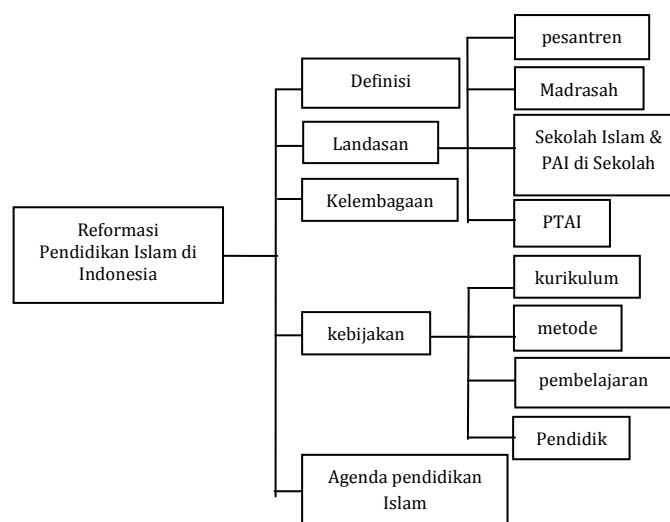 Reformasi
Pendidikan Islam di
Indonesia
Definisi
Landasan
Kelembagaan
kebijakan
Agenda pendidikan
Islam
pesantren
Madrasah
Sekolah Islam &
PAI di Sekolah
PTAI
kurikulum
metode
pembelajaran
Pendidik